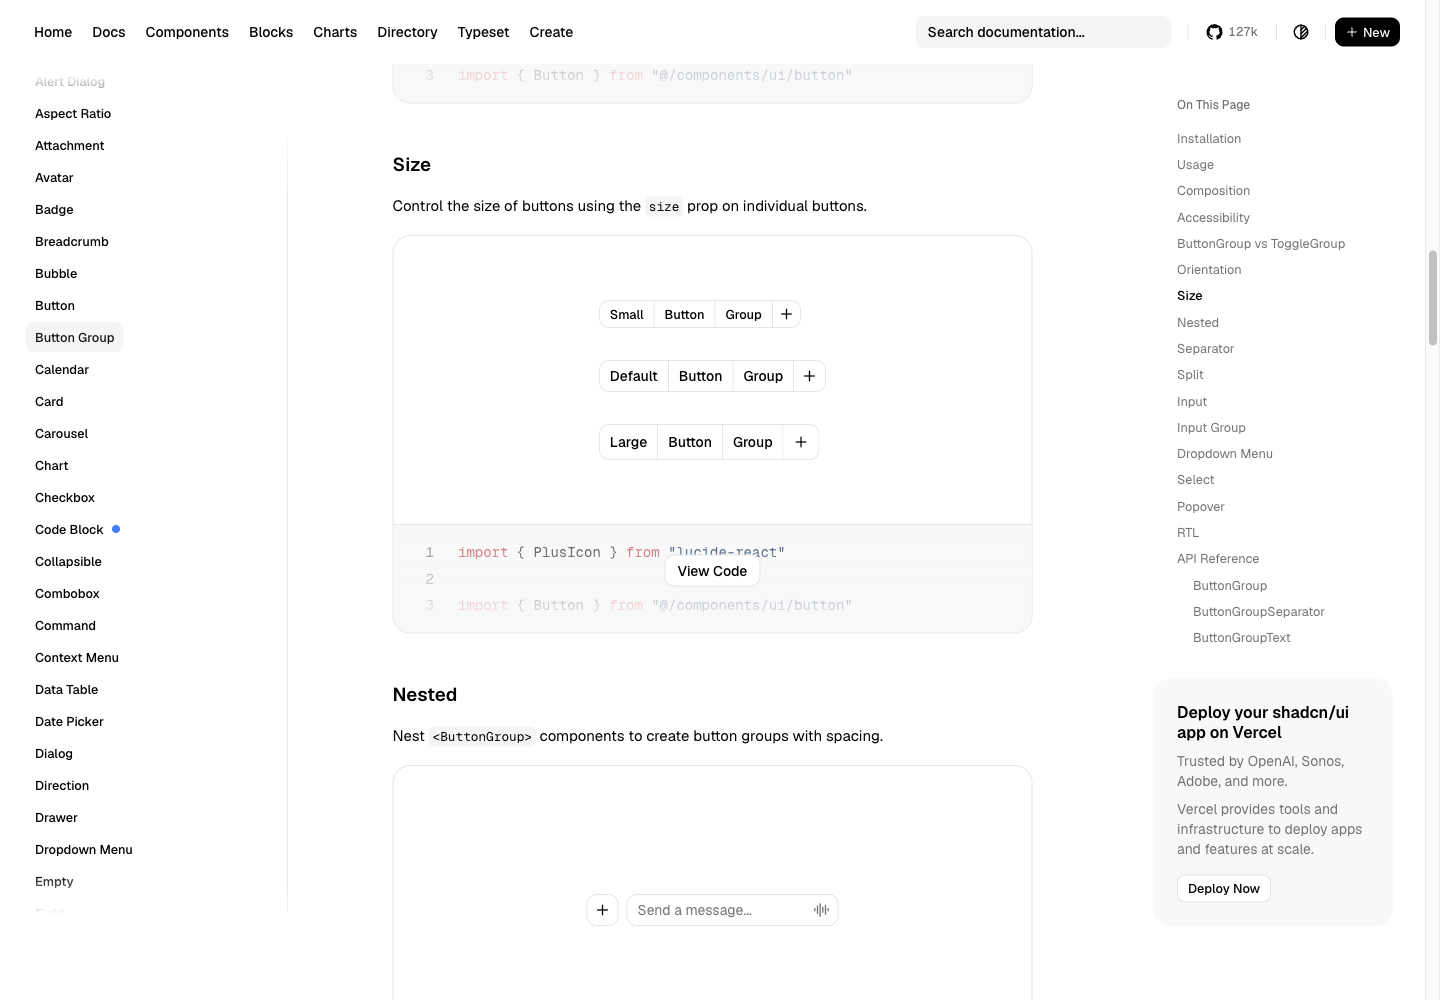 Home Docs Components Blocks Charts Directory Typeset Create
Search documentation...
127k
New
Alert Dialog
Aspect Ratio
Attachment
Avatar
Badge
Breadcrumb
Bubble
Button
Button Group
Calendar
Card
Carousel
Chart
Checkbox
Code Block
Collapsible
Combobox
Command
Context Menu
Data Table
Date Picker
Dialog
Direction
Drawer
Dropdown Menu
Empty
3 import { Button } from "@/components/ui/button"
Size
Control the size of buttons using the size prop on individual buttons.
Small Button Group
Default Button Group
Large Button Group
1 import { PlusIcon } from "lucide-react"
View Code
2
3 import { Button } from "@/components/ui/button"
Nested
Nest <ButtonGroup> components to create button groups with spacing.
Send a message...
On This Page
Installation
Usage
Composition
Accessibility
ButtonGroup vs ToggleGroup
Orientation
Size
Nested
Separator
Split
Input
Input Group
Dropdown Menu
Select
Popover
RTL
API Reference
ButtonGroup
ButtonGroupSeparator
ButtonGroupText
Deploy your shadcn/ui
app on Vercel
Trusted by OpenAI, Sonos,
Adobe, and more.
Vercel provides tools and
infrastructure to deploy apps
and features at scale.
Deploy Now